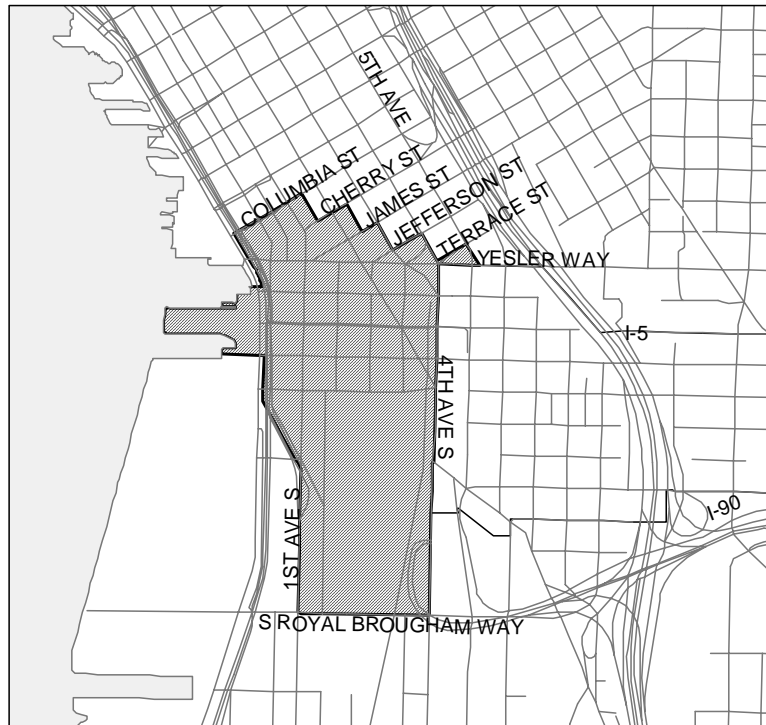 5TH AVE
COLUMBIA ST
CHERRY ST
JAMES ST
JEFFERSON ST
TERRACE ST
YESLER WAY
I-5
4TH AVE S
1ST AVE S
I-90
S ROYAL BROUGHAM WAY